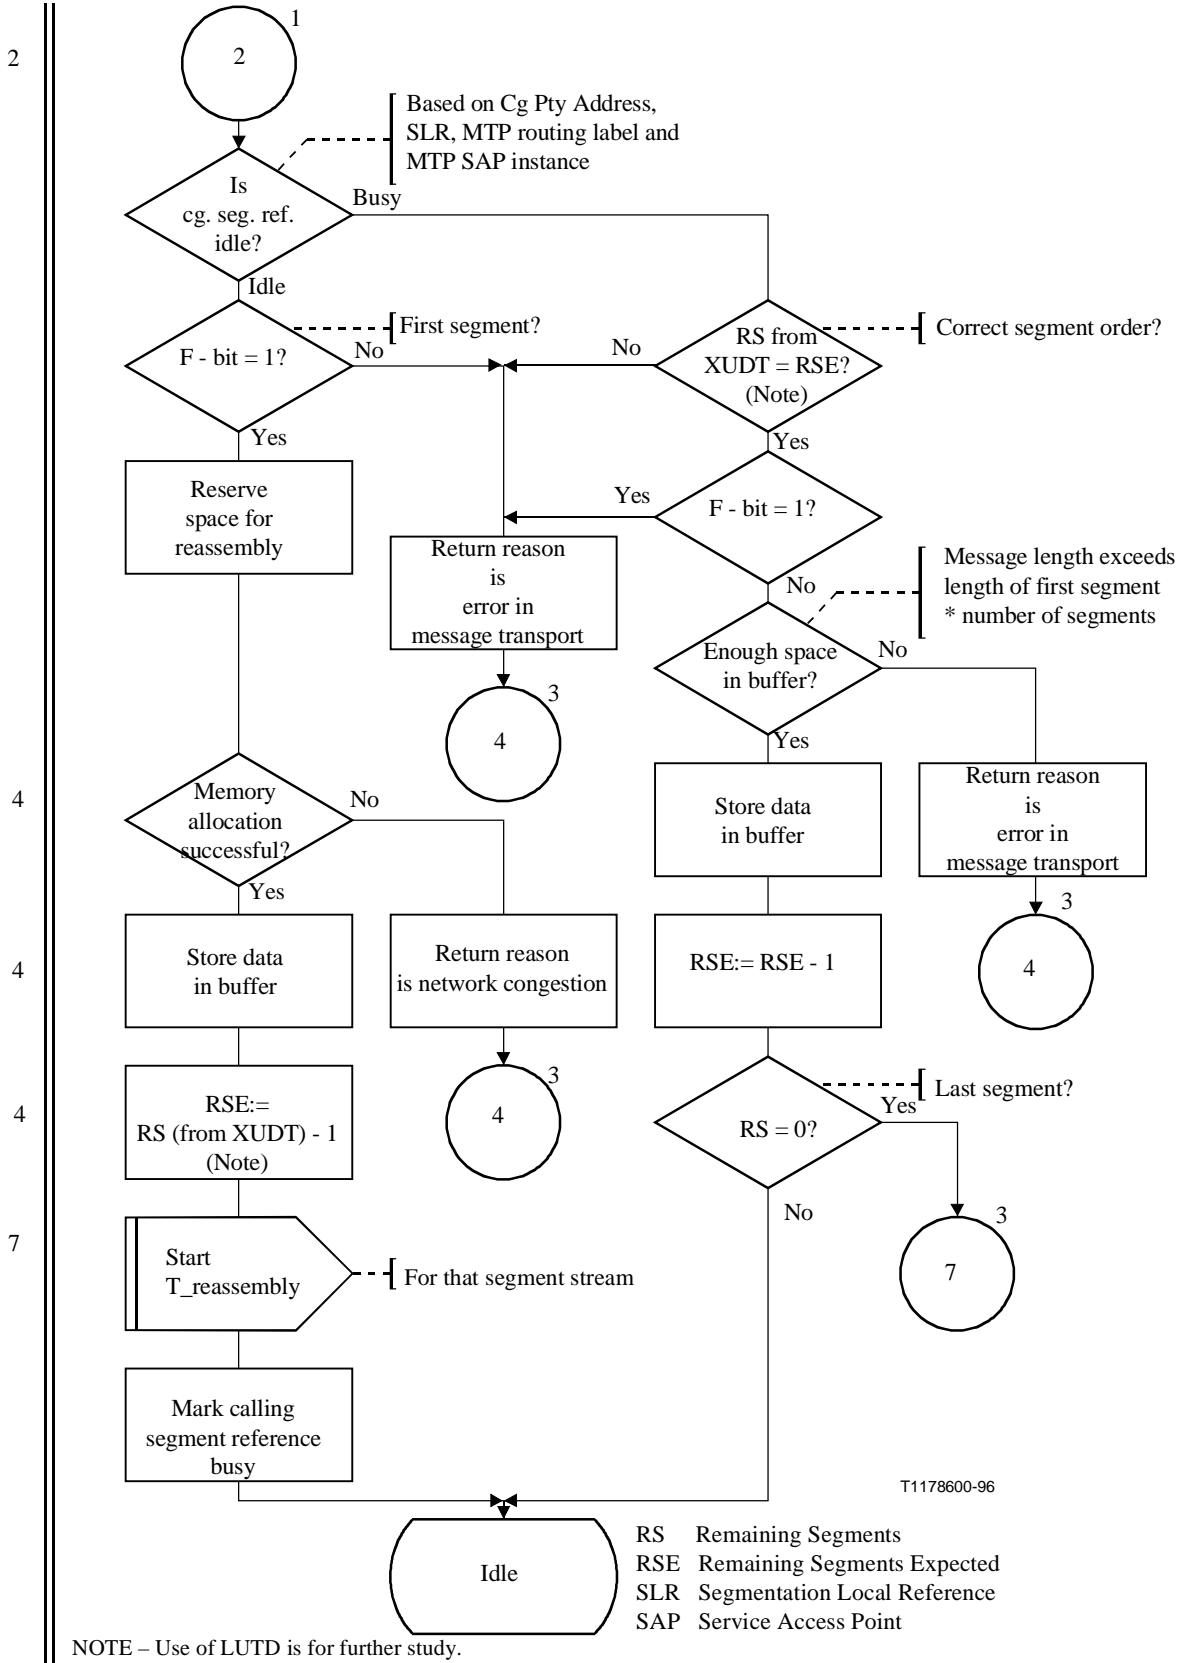 1
2
2
Based on Cg Pty Address,
SLR, MTP routing label and
MTP SAP instance
Is
cg. seg. ref.
idle?
Busy
Idle
F - bit = 1?
First segment?
No
No
RS from
XUDT = RSE?
(Note)
Correct segment order?
Yes
Yes
Reserve
space for
reassembly
Yes
F - bit = 1?
Return reason
is
error in
message transport
No
Message length exceeds
length of first segment
* number of segments
Enough space
in buffer?
No
3
4
Yes
4
Memory
allocation
successful?
No
Yes
Store data
in buffer
Return reason
is
error in
message transport
3
4
4
Store data
in buffer
Return reason
is network congestion
RSE:= RSE - 1
3
4
4
RSE:=
RS (from XUDT) - 1
(Note)
RS = 0?
Last segment?
Yes
No
3
7
7
Start
T_reassembly
For that segment stream
Mark calling
segment reference
busy
T1178600-96
Idle
RS Remaining Segments
RSE Remaining Segments Expected
SLR Segmentation Local Reference
SAP Service Access Point
NOTE – Use of LUTD is for further study.